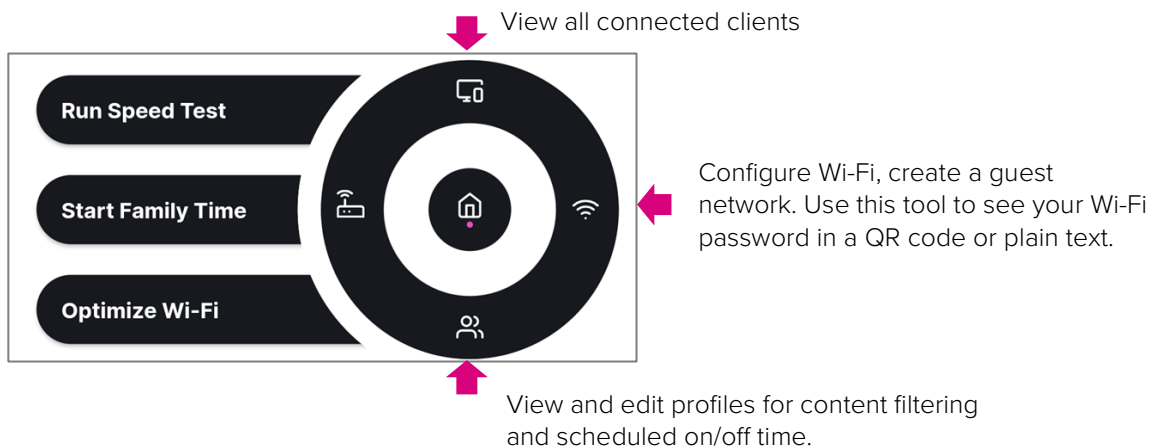 View all connected clients
Run Speed Test
Start Family Time
Optimize Wi-Fi
Configure Wi-Fi, create a guest
network. Use this tool to see your Wi-Fi
password in a QR code or plain text.
View and edit profiles for content filtering
and scheduled on/off time.